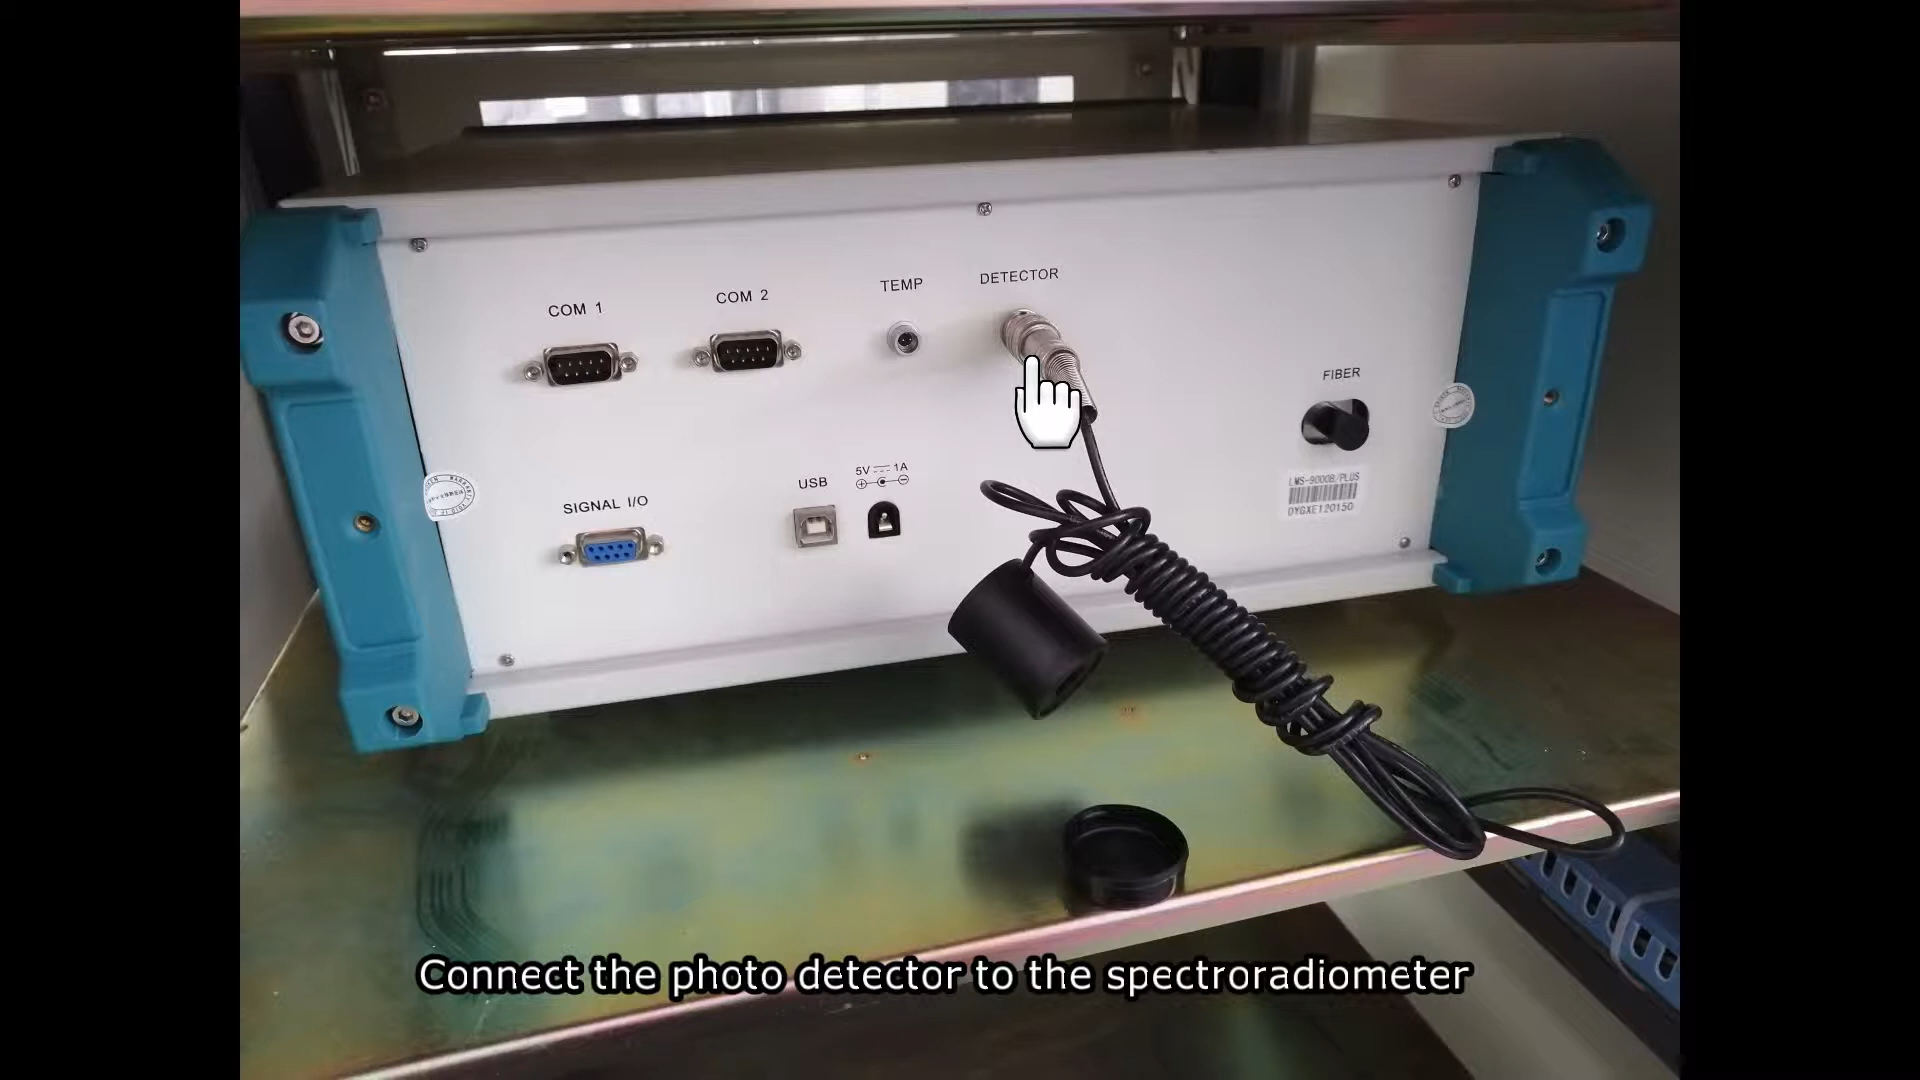 COM 1
COM 2
TEMP
DETECTOR
FIBER
5V 1A
USB
SIGNAL I/O
LMS-9000B/PLUS
DYGXE120150
Connect the photo detector to the spectroradiometer